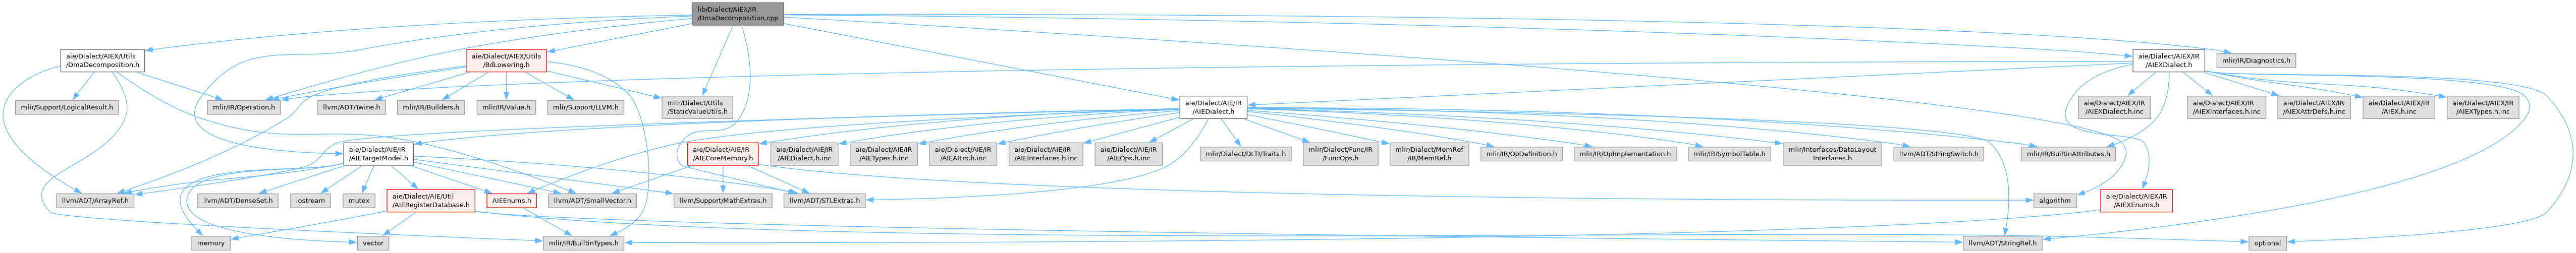 lib/Dialect/AIEX/IR
/DmaDecomposition.cpp
aie/Dialect/AIEX/Utils
/DmaDecomposition.h
aie/Dialect/AIEX/Utils
/BdLowering.h
aie/Dialect/AIEX/IR
/AIEXDialect.h
mlir/IR/Diagnostics.h
mlir/Support/LogicalResult.h
mlir/IR/Operation.h
llvm/ADT/Twine.h
mlir/IR/Builders.h
mlir/IR/Value.h
mlir/Support/LLVM.h
mlir/Dialect/Utils
/StaticValueUtils.h
aie/Dialect/AIE/IR
/AIEDialect.h
aie/Dialect/AIEX/IR
/AIEXDialect.h.inc
aie/Dialect/AIEX/IR
/AIEXInterfaces.h.inc
aie/Dialect/AIEX/IR
/AIEXAttrDefs.h.inc
aie/Dialect/AIEX/IR
/AIEX.h.inc
aie/Dialect/AIEX/IR
/AIEXTypes.h.inc
aie/Dialect/AIE/IR
/AIETargetModel.h
aie/Dialect/AIE/IR
/AIECoreMemory.h
aie/Dialect/AIE/IR
/AIEDialect.h.inc
aie/Dialect/AIE/IR
/AIETypes.h.inc
aie/Dialect/AIE/IR
/AIEAttrs.h.inc
aie/Dialect/AIE/IR
/AIEInterfaces.h.inc
aie/Dialect/AIE/IR
/AIEOps.h.inc
mlir/Dialect/DLTI/Traits.h
mlir/Dialect/Func/IR
/FuncOps.h
mlir/Dialect/MemRef
/IR/MemRef.h
mlir/IR/OpDefinition.h
mlir/IR/OpImplementation.h
mlir/IR/SymbolTable.h
mlir/Interfaces/DataLayout
Interfaces.h
llvm/ADT/StringSwitch.h
mlir/IR/BuiltinAttributes.h
llvm/ADT/ArrayRef.h
llvm/ADT/DenseSet.h
iostream
mutex
aie/Dialect/AIE/Util
/AIERegisterDatabase.h
AIEEnums.h
llvm/ADT/SmallVector.h
llvm/Support/MathExtras.h
llvm/ADT/STLExtras.h
algorithm
aie/Dialect/AIEX/IR
/AIEXEnums.h
memory
vector
mlir/IR/BuiltinTypes.h
llvm/ADT/StringRef.h
optional